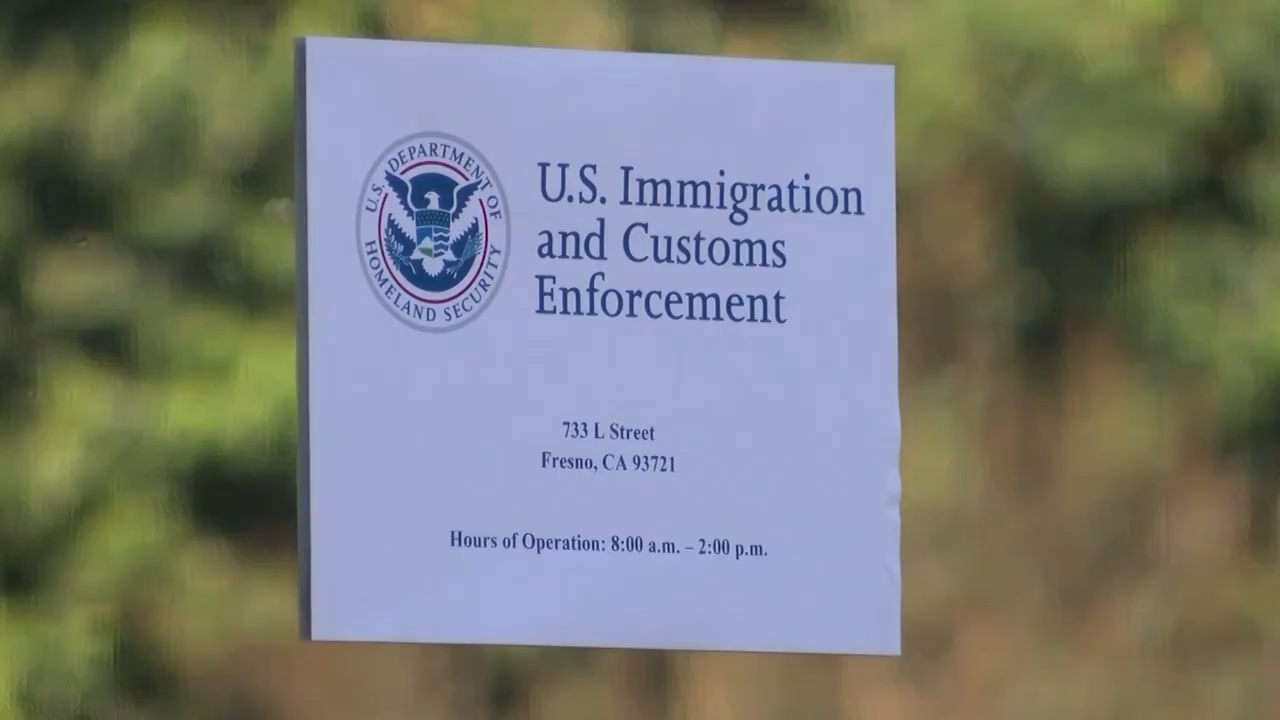 U.S. DEPARTMENT OF
HOMELAND SECURITY
U.S. Immigration
and Customs
Enforcement
733 L Street
Fresno, CA 93721
Hours of Operation: 8:00 a.m. – 2:00 p.m.